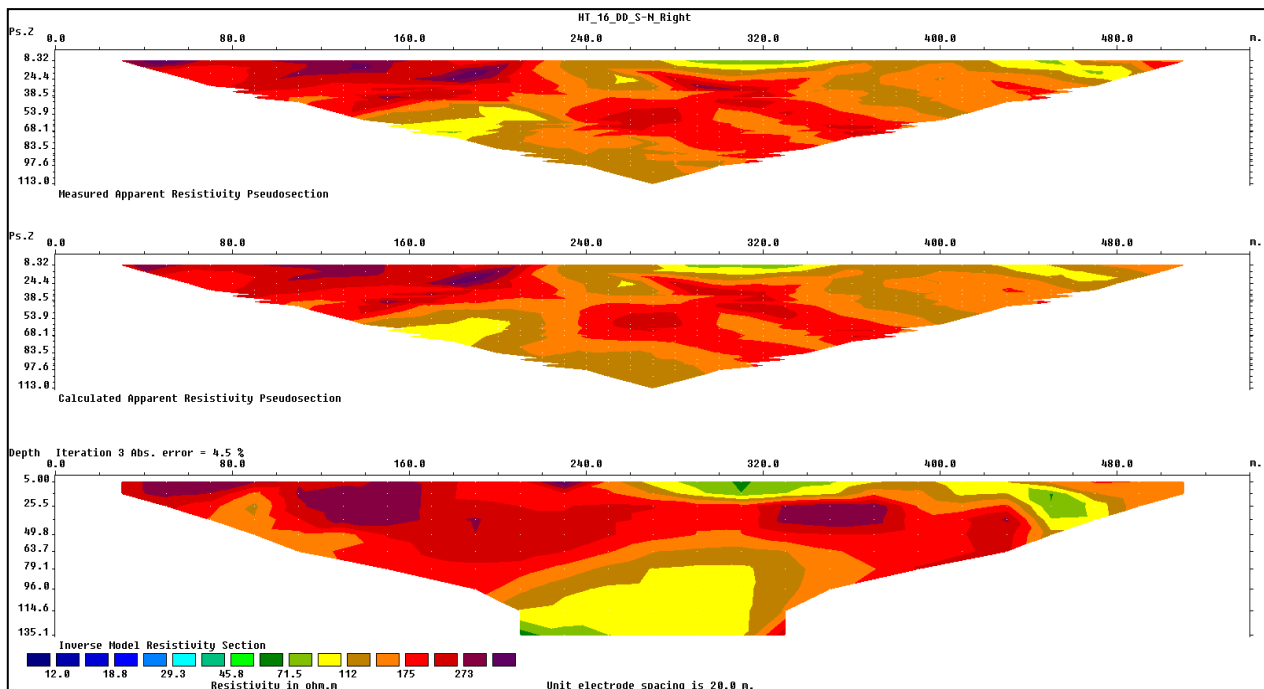 HT_16_DD_S-N_Right
Ps.Z 0.0 80.0 160.0 240.0 320.0 400.0 480.0 m.
8.32
24.4
38.5
53.9
68.1
83.5
97.6
113.0
Measured Apparent Resistivity Pseudosection
Ps.Z 0.0 80.0 160.0 240.0 320.0 400.0 480.0 m.
8.32
24.4
38.5
53.9
68.1
83.5
97.6
113.0
Calculated Apparent Resistivity Pseudosection
Depth Iteration 3 Abs. error = 4.5 %
0.0 80.0 160.0 240.0 320.0 400.0 480.0 m.
5.00
25.5
49.8
63.7
79.1
96.0
114.6
135.1
Inverse Model Resistivity Section
12.0 18.8 29.3 45.8 71.5 112 175 273
Resistivity in ohm.m Unit electrode spacing is 20.0 m.